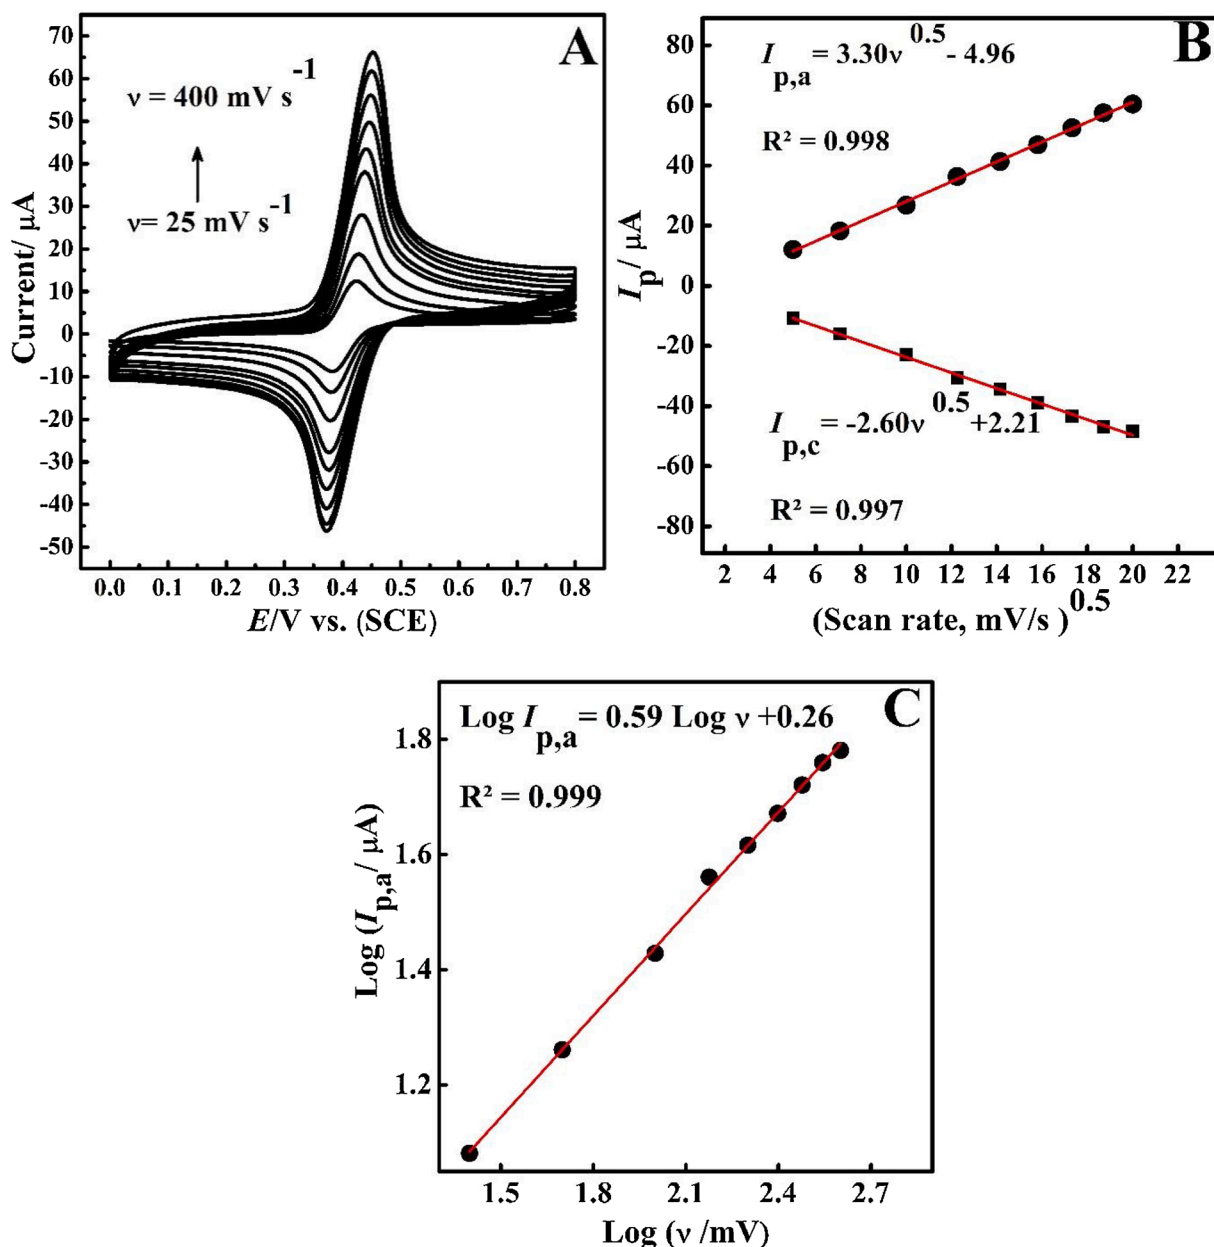 A
ν = 400 mV s-1
ν= 25 mV s-1
70
60
50
40
30
20
10
0
-10
-20
-30
-40
-50
Current/ μA
0.0 0.1 0.2 0.3 0.4 0.5 0.6 0.7 0.8
E/V vs. (SCE)
B
Ip,a = 3.30ν0.5 - 4.96
R² = 0.998
80
60
40
20
0
-20
-40
-60
-80
Ip/ μA
Ip,c = -2.60ν0.5 +2.21
R² = 0.997
2 4 6 8 10 12 14 16 18 20 22
(Scan rate, mV/s )0.5
C
Log Ip,a = 0.59 Log ν +0.26
R² = 0.999
1.8
1.6
1.4
1.2
Log (Ip,a/ μA)
1.5 1.8 2.1 2.4 2.7
Log (ν /mV)